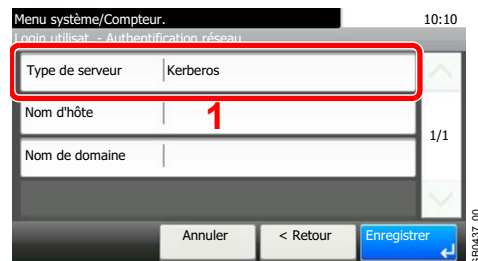 Menu système/Compteur.
10:10
Login utilisat. - Authentification réseau
Type de serveur
Kerberos
Nom d'hôte
1
1/1
Nom de domaine
Annuler
< Retour
Enregistrer